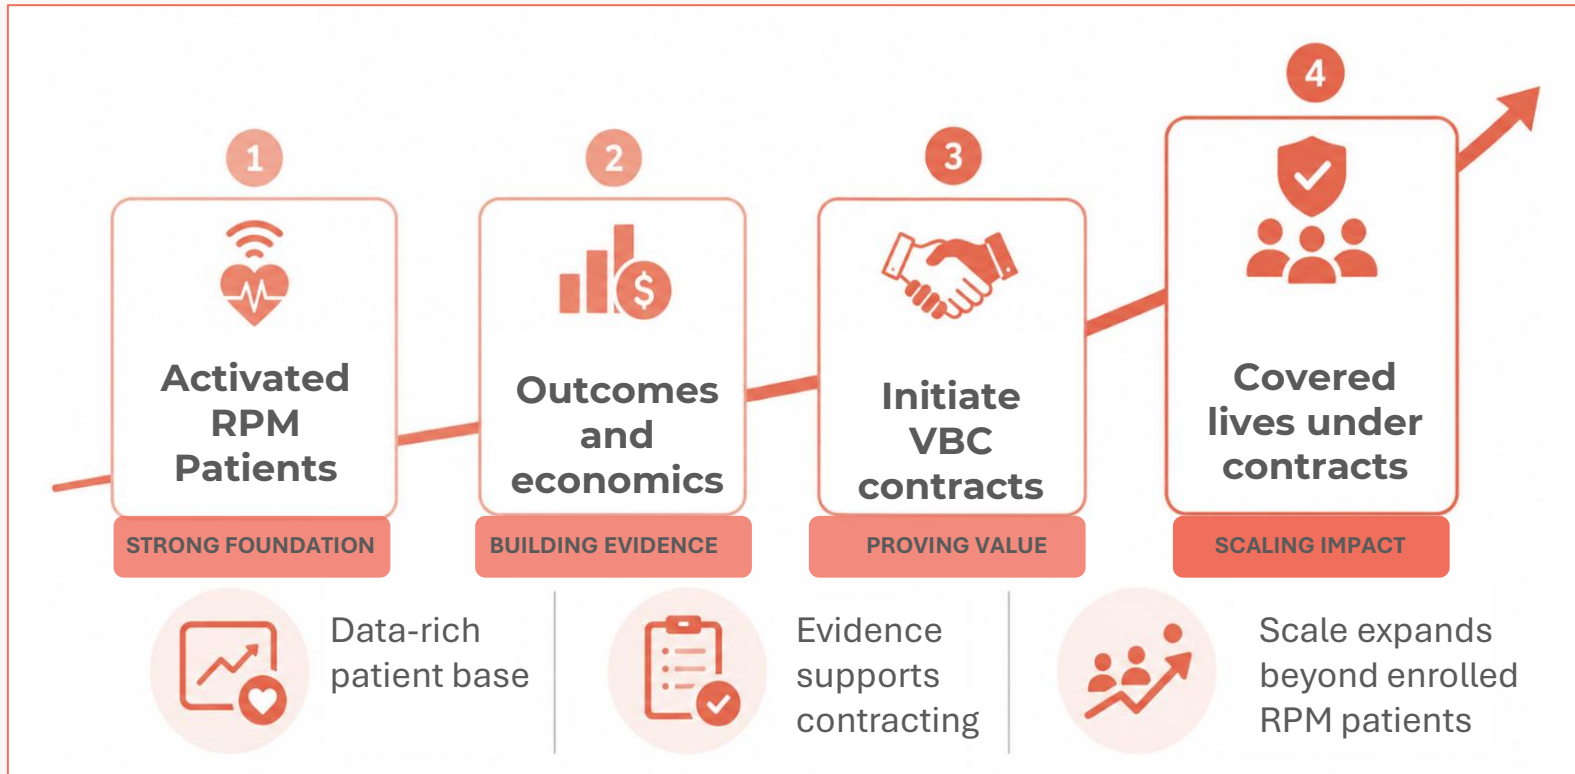 1
Activated
RPM
Patients
STRONG FOUNDATION
2
$
Outcomes
and
economics
BUILDING EVIDENCE
3
Initiate
VBC
contracts
PROVING VALUE
4
Covered
lives under
contracts
SCALING IMPACT
Data-rich
patient base
Evidence
supports
contracting
Scale expands
beyond enrolled
RPM patients